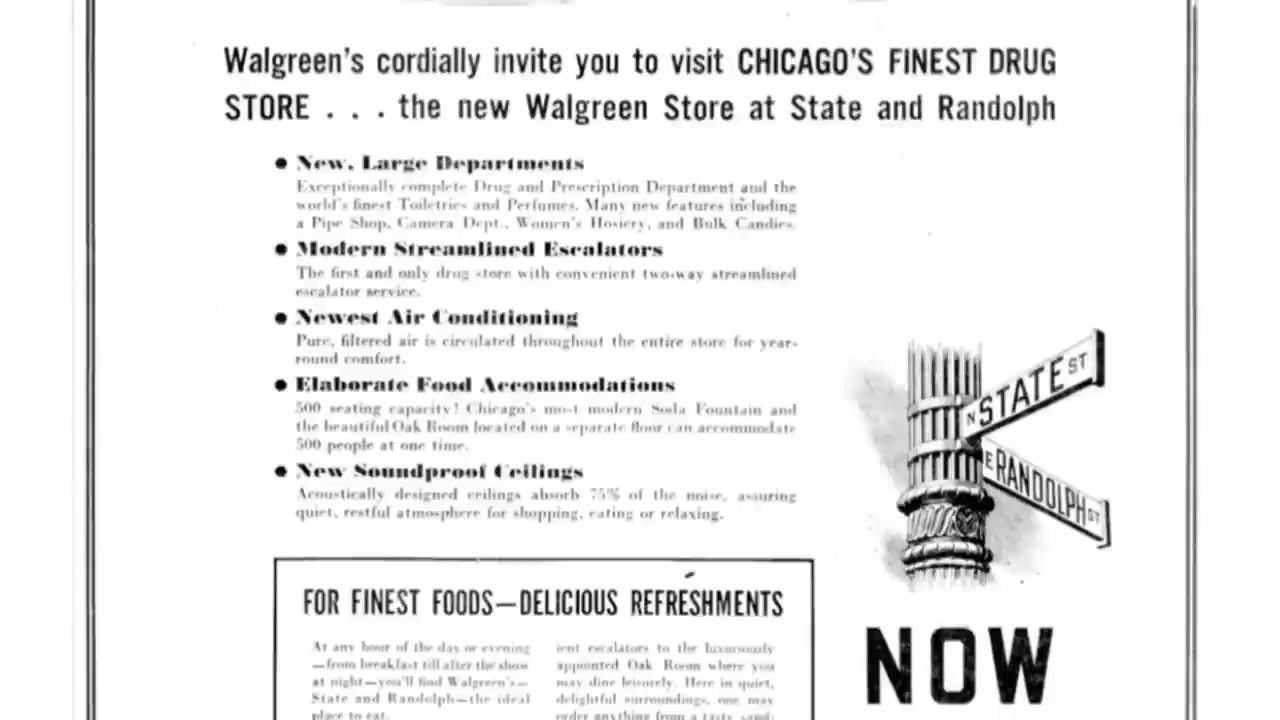 Walgreen's cordially invite you to visit CHICAGO'S FINEST DRUG
STORE . . . the new Walgreen Store at State and Randolph
● New, Large Departments
Exceptionally complete Drug and Prescription Department and the
world's finest Toiletries and Perfumes. Many new features including
a Pipe Shop, Camera Dept., Women's Hosiery, and Bulk Candies.
● Modern Streamlined Escalators
The first and only drug store with convenient two-way streamlined
escalator service.
● Newest Air Conditioning
Pure, filtered air is circulated throughout the entire store for year-
round comfort.
● Elaborate Food Accommodations
500 seating capacity! Chicago's most modern Soda Fountain and
the beautiful Oak Room located on a separate floor can accommodate
500 people at one time.
● New Soundproof Ceilings
Acoustically designed ceilings absorb 75% of the noise, assuring
quiet, restful atmosphere for shopping, eating or relaxing.
N STATE ST
E RANDOLPH ST
NOW
FOR FINEST FOODS—DELICIOUS REFRESHMENTS
At any hour of the day or evening
—from breakfast till after the show
at night—you'll find Walgreen's—
State and Randolph—the ideal
place to eat.
ient escalators to the luxuriously
appointed Oak Room where you
may dine leisurely. Here in quiet,
delightful surroundings, one may
order anything from a tasty sand-